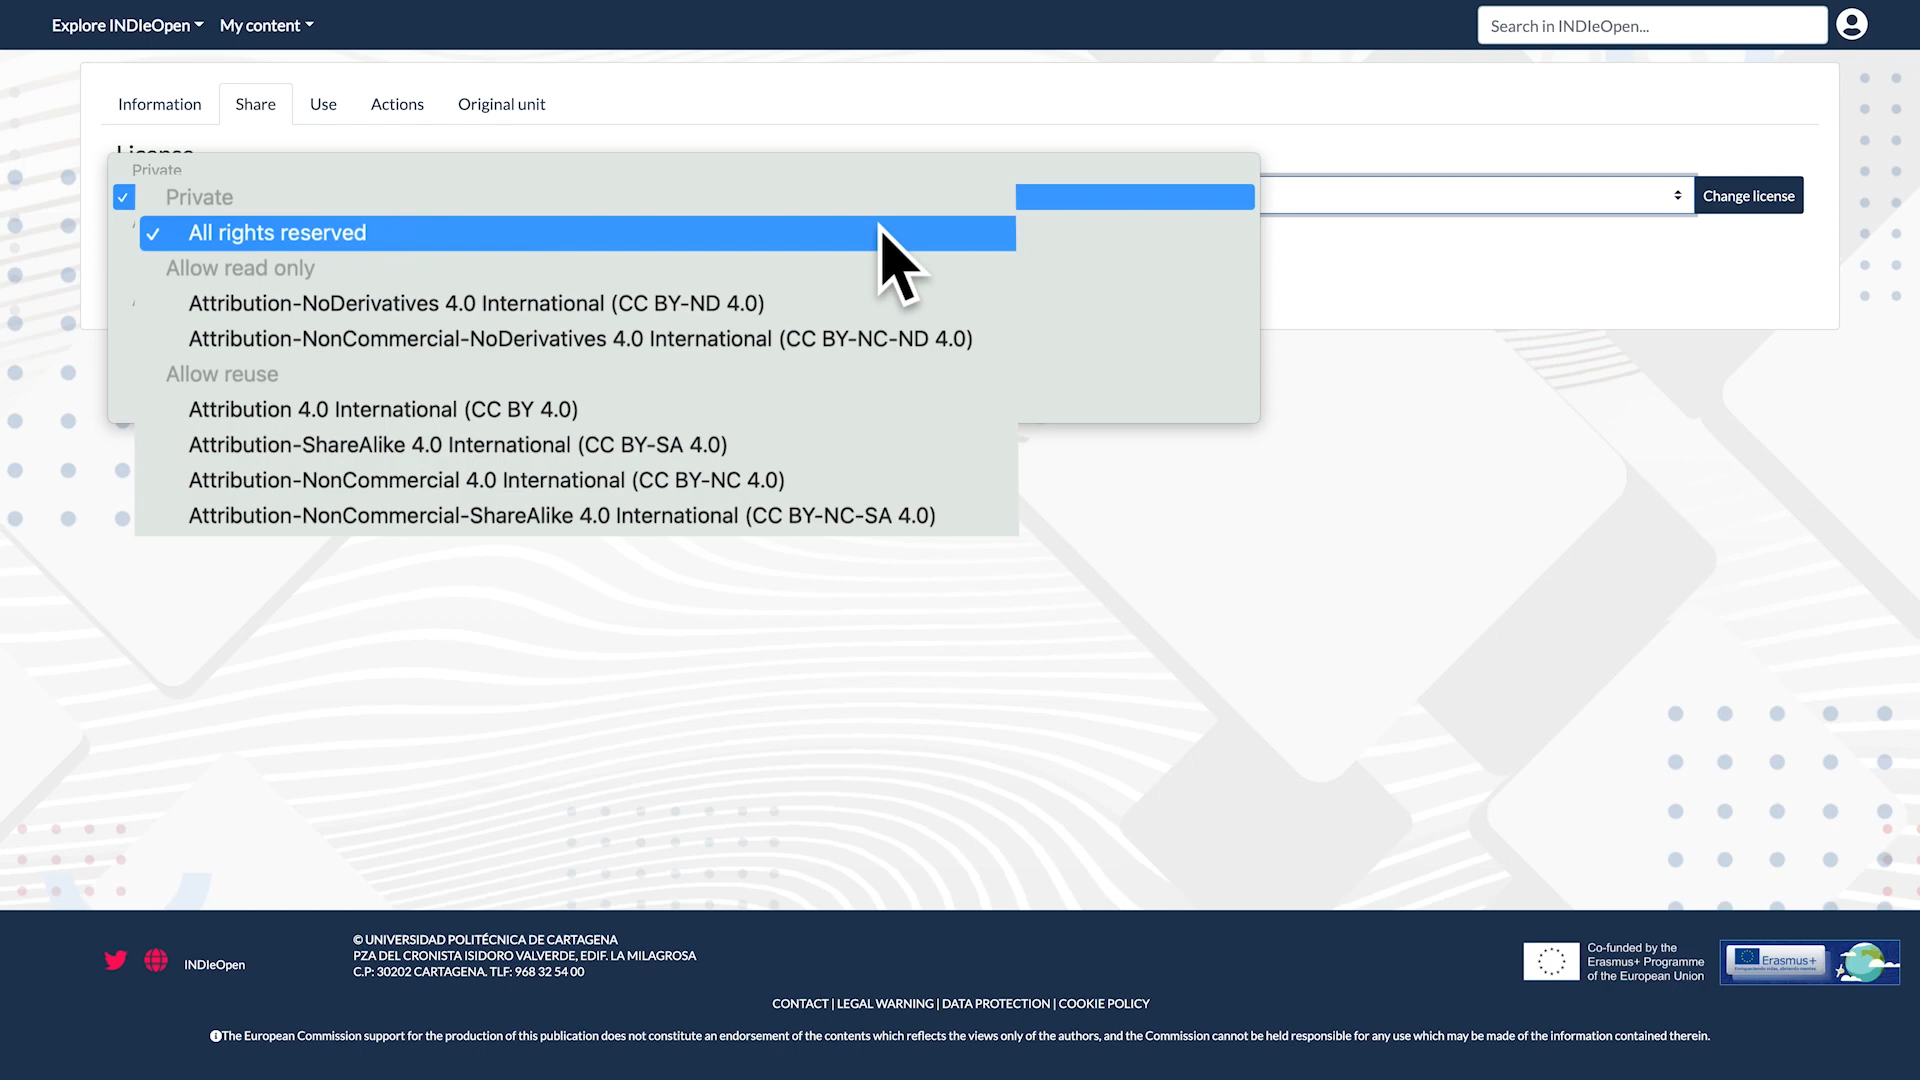 Explore INDIeOpen My content
Search in INDIeOpen...
Information Share Use Actions Original unit
License
Private
Private
All rights reserved
Change license
Allow read only
Attribution-NoDerivatives 4.0 International (CC BY-ND 4.0)
Attribution-NonCommercial-NoDerivatives 4.0 International (CC BY-NC-ND 4.0)
Allow reuse
Attribution 4.0 International (CC BY 4.0)
Attribution-ShareAlike 4.0 International (CC BY-SA 4.0)
Attribution-NonCommercial 4.0 International (CC BY-NC 4.0)
Attribution-NonCommercial-ShareAlike 4.0 International (CC BY-NC-SA 4.0)
INDIeOpen
© UNIVERSIDAD POLITÉCNICA DE CARTAGENA
PZA DEL CRONISTA ISIDORO VALVERDE, EDIF. LA MILAGROSA
C.P: 30202 CARTAGENA. TLF: 968 32 54 00
Co-funded by the
Erasmus+ Programme
of the European Union
Erasmus+
CONTACT | LEGAL WARNING | DATA PROTECTION | COOKIE POLICY
The European Commission support for the production of this publication does not constitute an endorsement of the contents which reflects the views only of the authors, and the Commission cannot be held responsible for any use which may be made of the information contained therein.